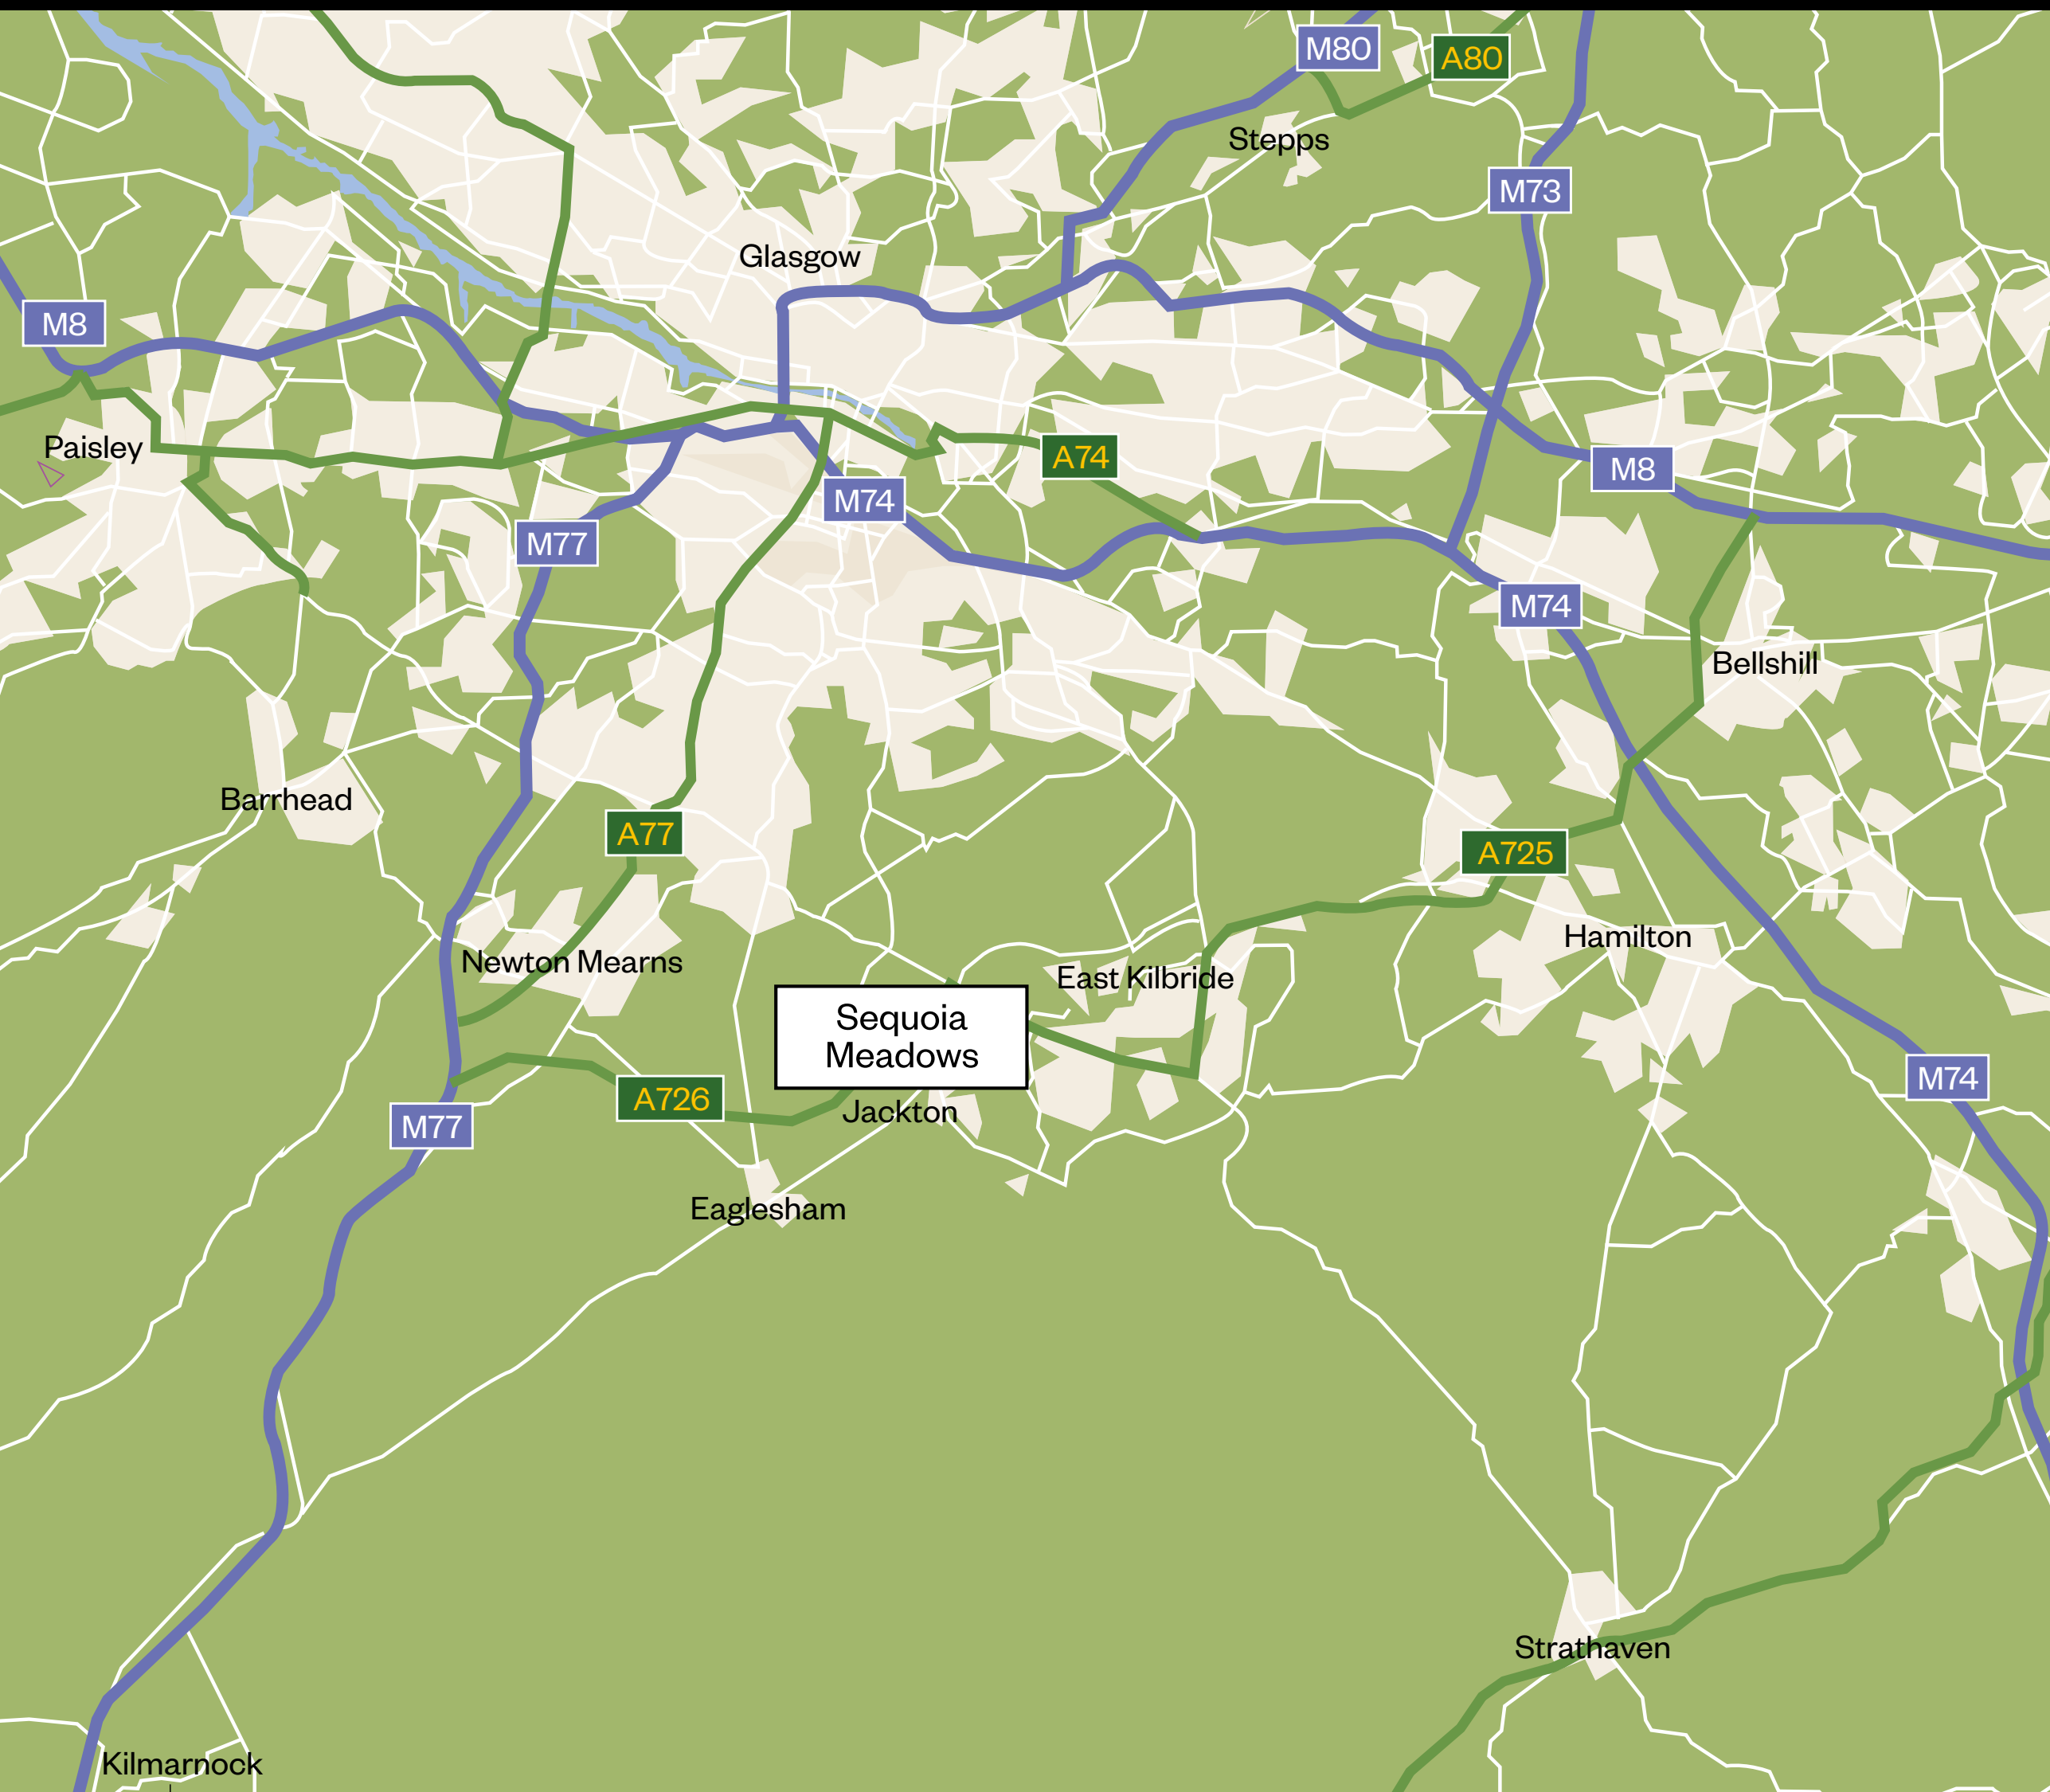 M80
A80
Stepps
M73
Glasgow
M8
Paisley
A74
M8
M74
M77
M74
Bellshill
Barrhead
A77
A725
Hamilton
Newton Mearns
East Kilbride
Sequoia
Meadows
M74
A726
Jackton
M77
Eaglesham
Strathaven
Kilmarnock